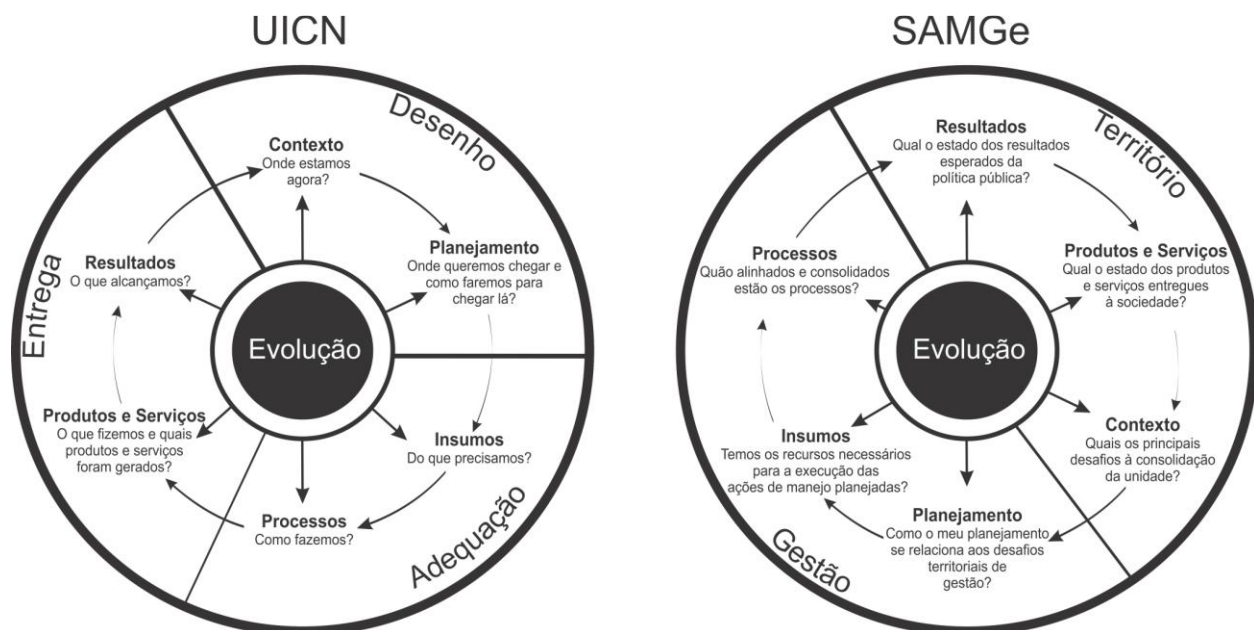 UICN
Desenho
Contexto
Onde estamos
agora?
Planejamento
Onde queremos chegar e
como faremos para
chegar lá?
Insumos
Do que precisamos?
Adequação
Processos
Como fazemos?
Produtos e Serviços
O que fizemos e quais
produtos e serviços
foram gerados?
Entrega
Resultados
O que alcançamos?
Evolução
SAMGe
Território
Resultados
Qual o estado dos resultados
esperados da
política pública?
Produtos e Serviços
Qual o estado dos produtos
e serviços entregues
à sociedade?
Contexto
Quais os principais
desafios à consolidação
da unidade?
Planejamento
Como o meu planejamento
se relaciona aos desafios
territoriais de
gestão?
Gestão
Insumos
Temos os recursos necessários
para a execução das
ações de manejo planejadas?
Processos
Quão alinhados e consolidados
estão os processos?
Evolução